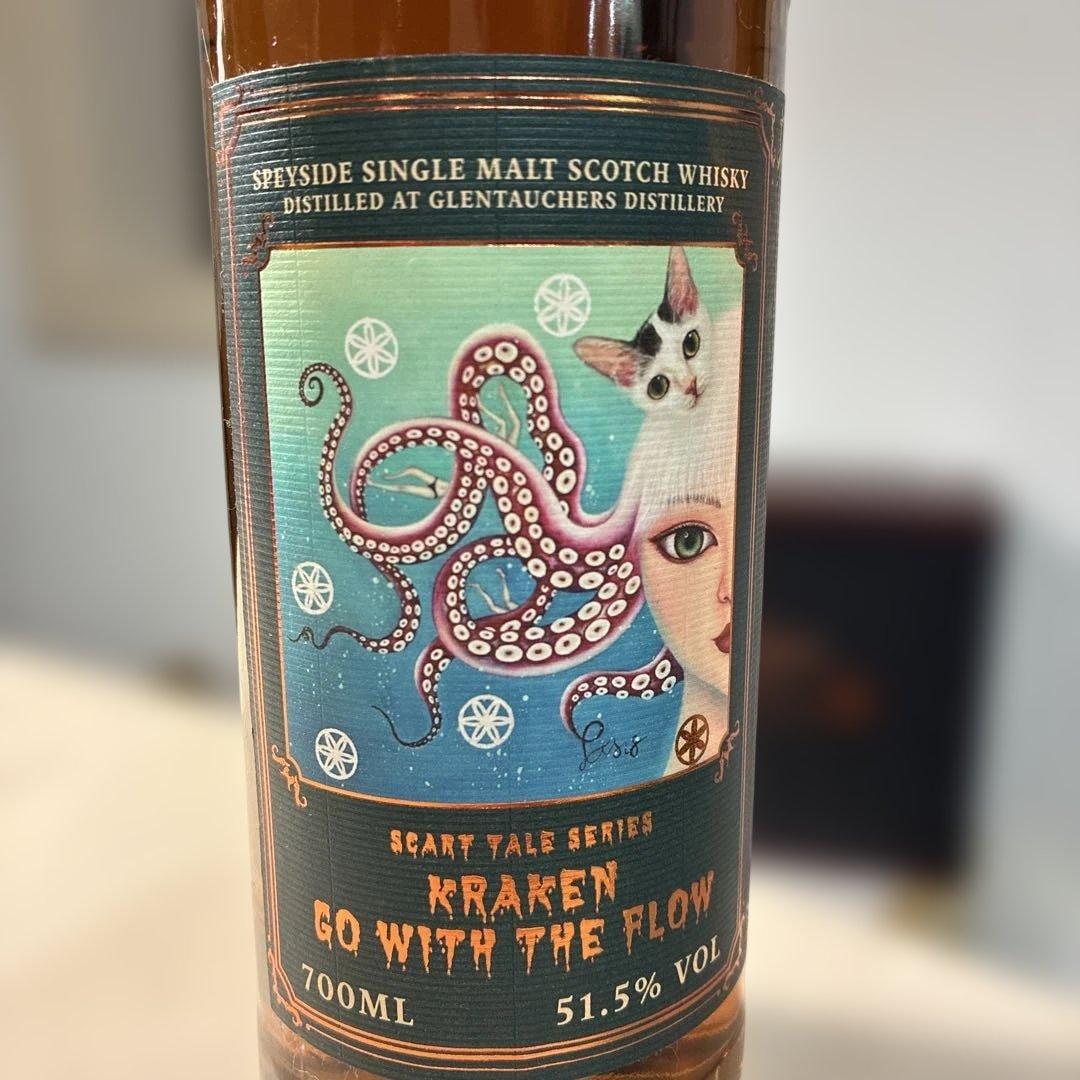 SPEYSIDE SINGLE MALT SCOTCH WHISKY
DISTILLED AT GLENTAUCHERS DISTILLERY
SCART TALE SERIES
KRAKEN
GO WITH THE FLOW
700ML
51.5% VOL